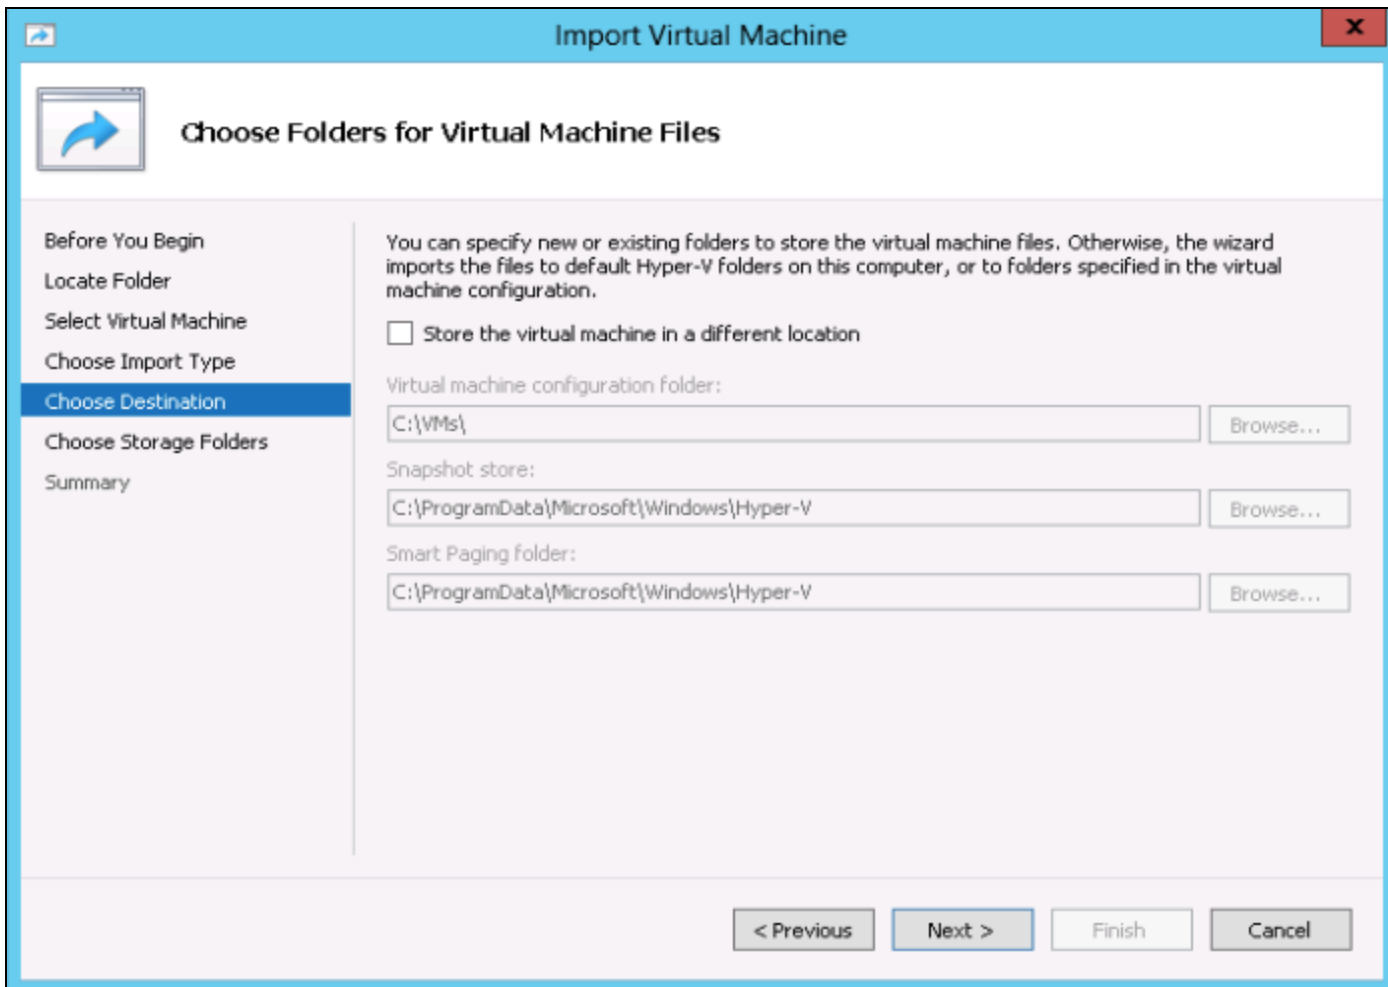 Import Virtual Machine
X
Choose Folders for Virtual Machine Files
Before You Begin
Locate Folder
Select Virtual Machine
Choose Import Type
Choose Destination
Choose Storage Folders
Summary
You can specify new or existing folders to store the virtual machine files. Otherwise, the wizard
imports the files to default Hyper-V folders on this computer, or to folders specified in the virtual
machine configuration.
Store the virtual machine in a different location
Virtual machine configuration folder:
C:\VMs\
Browse...
Snapshot store:
C:\ProgramData\Microsoft\Windows\Hyper-V
Browse...
Smart Paging folder:
C:\ProgramData\Microsoft\Windows\Hyper-V
Browse...
< Previous
Next >
Finish
Cancel